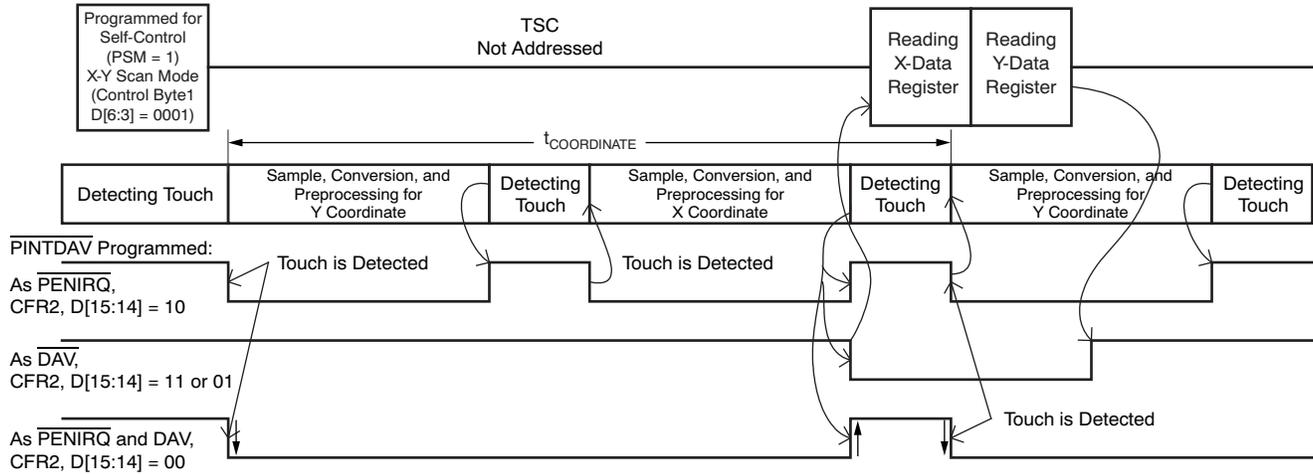 Programmed for
Self-Control
(PSM = 1)
X-Y Scan Mode
(Control Byte1
D[6:3] = 0001)
TSC
Not Addressed
Reading
X-Data
Register
Reading
Y-Data
Register
tCOORDINATE
Detecting Touch
Sample, Conversion, and
Preprocessing for
Y Coordinate
Detecting
Touch
Sample, Conversion, and
Preprocessing for
X Coordinate
Detecting
Touch
Sample, Conversion, and
Preprocessing for
Y Coordinate
Detecting
Touch
PINTDAV Programmed:
As PENIRQ,
CFR2, D[15:14] = 10
Touch is Detected
Touch is Detected
As DAV,
CFR2, D[15:14] = 11 or 01
As PENIRQ and DAV,
CFR2, D[15:14] = 00
Touch is Detected